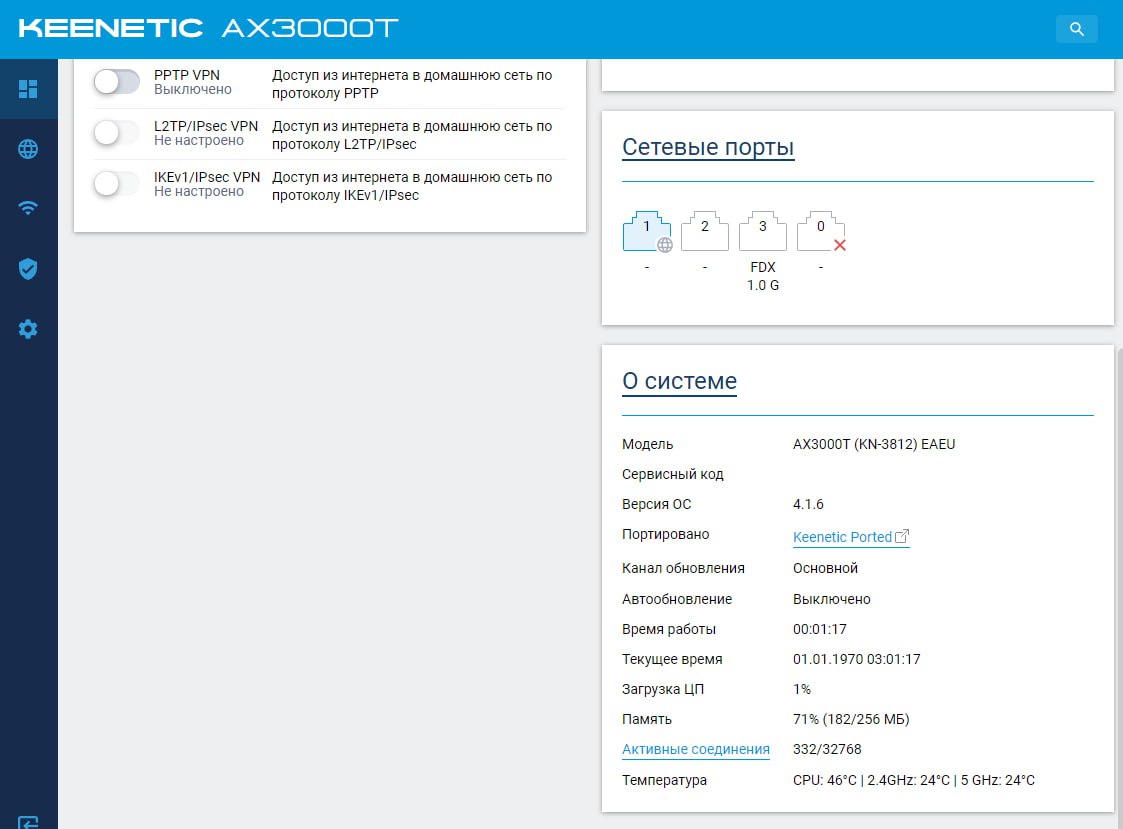 KEENETIC AX3000T
PPTP VPN
Выключено
Доступ из интернета в домашнюю сеть по
протоколу PPTP
L2TP/IPsec VPN
Не настроено
Доступ из интернета в домашнюю сеть по
протоколу L2TP/IPsec
IKEv1/IPsec VPN
Не настроено
Доступ из интернета в домашнюю сеть по
протоколу IKEv1/IPsec
Сетевые порты
1 2 3 0
- - FDX -
1.0 G
О системе
Модель AX3000T (KN-3812) EAEU
Сервисный код
Версия ОС 4.1.6
Портировано Keenetic Ported
Канал обновления Основной
Автообновление Выключено
Время работы 00:01:17
Текущее время 01.01.1970 03:01:17
Загрузка ЦП 1%
Память 71% (182/256 МБ)
Активные соединения 332/32768
Температура CPU: 46°C | 2.4GHz: 24°C | 5 GHz: 24°C